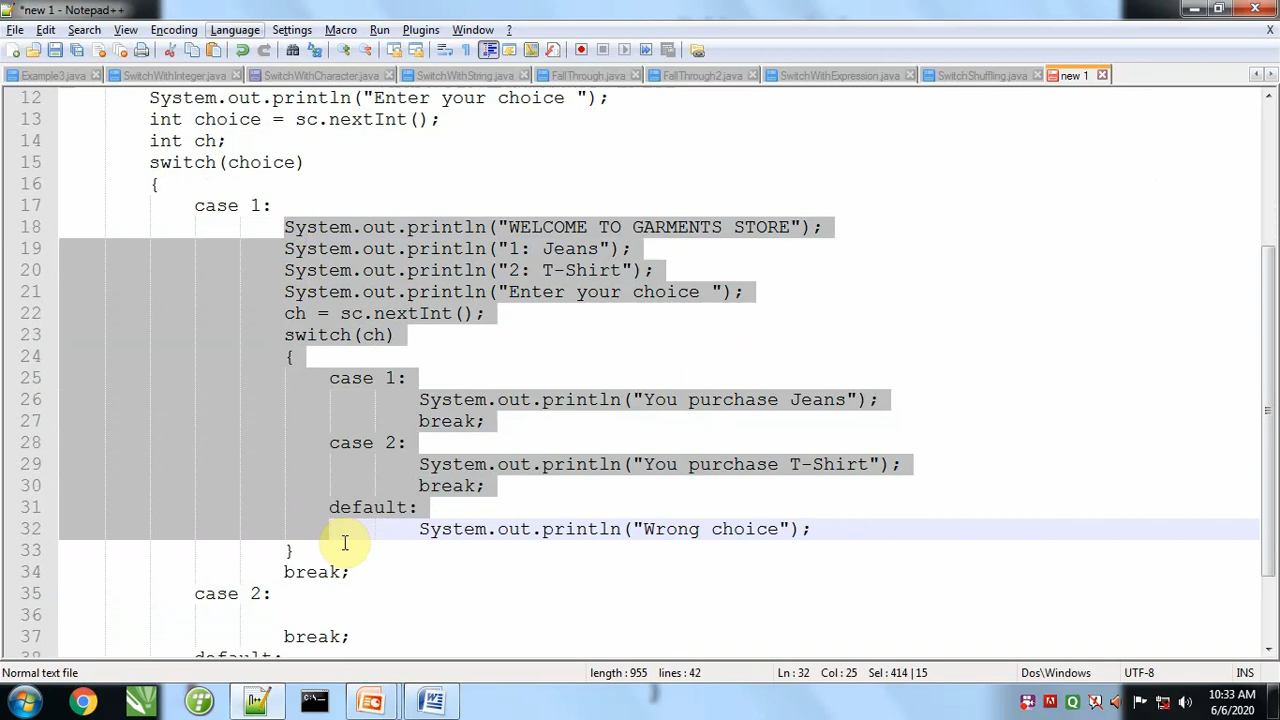 *new 1 - Notepad++
File Edit Search View Encoding Language Settings Macro Run Plugins Window ? X
Example3.java SwitchWithInteger.java SwitchWithCharacter.java SwitchWithString.java FallThrough.java FallThrough2.java SwitchWithExpression.java SwitchShuffling.java new 1
12 System.out.println("Enter your choice ");
13 int choice = sc.nextInt();
14 int ch;
15 switch(choice)
16 {
17 case 1:
18 System.out.println("WELCOME TO GARMENTS STORE");
19 System.out.println("1: Jeans");
20 System.out.println("2: T-Shirt");
21 System.out.println("Enter your choice ");
22 ch = sc.nextInt();
23 switch(ch)
24 {
25 case 1:
26 System.out.println("You purchase Jeans");
27 break;
28 case 2:
29 System.out.println("You purchase T-Shirt");
30 break;
31 default:
32 System.out.println("Wrong choice");
33 }
34 break;
35 case 2:
36
37 break;
38 default:
Normal text file length : 955 lines : 42 Ln : 32 Col : 25 Sel : 414 | 15 Dos\Windows UTF-8 INS
10:33 AM
6/6/2020